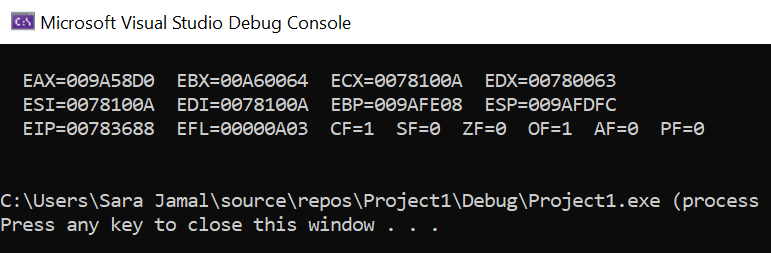 C:\ Microsoft Visual Studio Debug Console
EAX=009A58D0 EBX=00A60064 ECX=0078100A EDX=00780063
ESI=0078100A EDI=0078100A EBP=009AFE08 ESP=009AFDFC
EIP=00783688 EFL=00000A03 CF=1 SF=0 ZF=0 OF=1 AF=0 PF=0
C:\Users\Sara Jamal\source\repos\Project1\Debug\Project1.exe (process
Press any key to close this window . . .